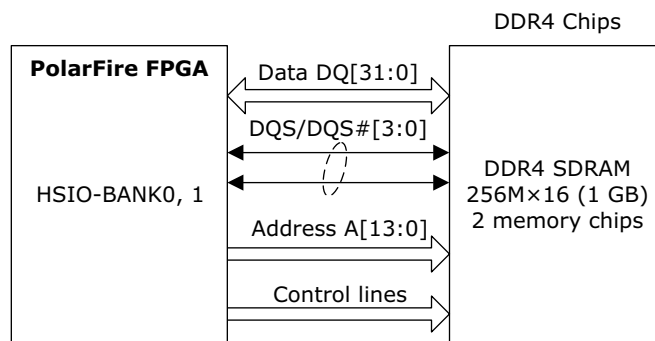 DDR4 Chips
PolarFire FPGA
Data DQ[31:0]
DQS/DQS#[3:0]
HSIO-BANK0, 1
DDR4 SDRAM
256M×16 (1 GB)
2 memory chips
Address A[13:0]
Control lines